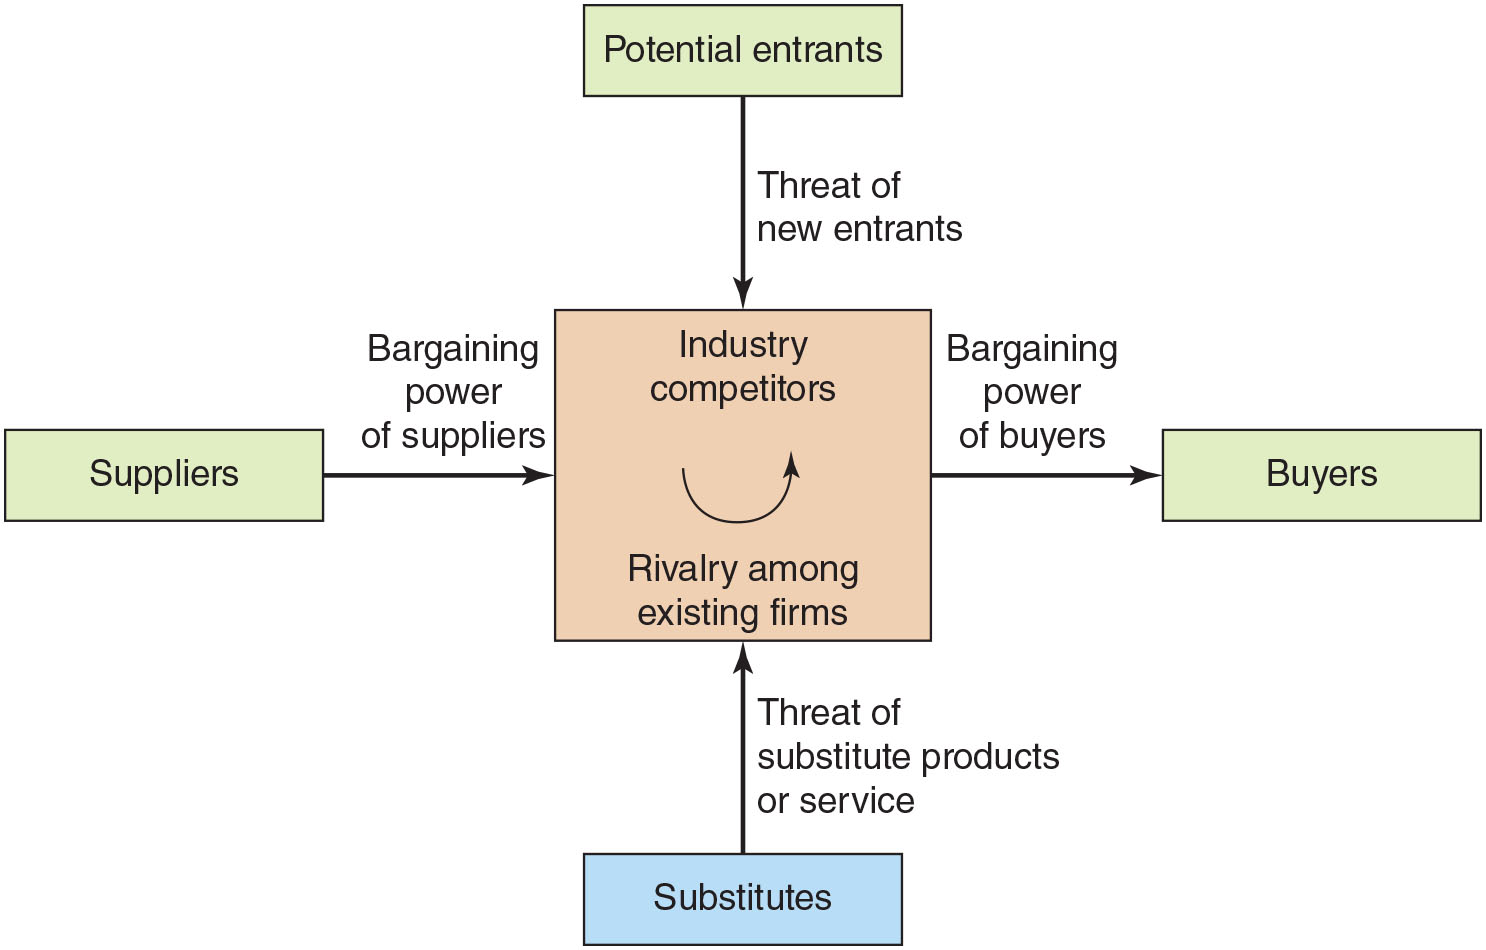 Potential entrants
Threat of
new entrants
Bargaining
power
of suppliers
Industry
competitors
Bargaining
power
of buyers
Suppliers
Buyers
Rivalry among
existing firms
Threat of
substitute products
or service
Substitutes